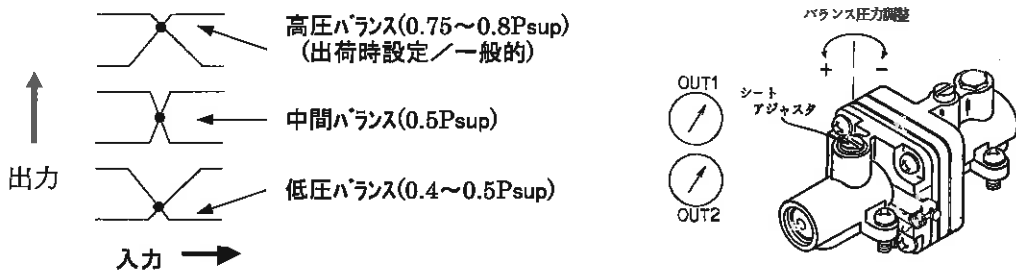 高圧バランス(0.75～0.8Psup)
(出荷時設定／一般的)
中間バランス(0.5Psup)
低圧バランス(0.4～0.5Psup)
出力
入力
バランス圧力調整
+ -
シート
アジャスタ
OUT1
OUT2